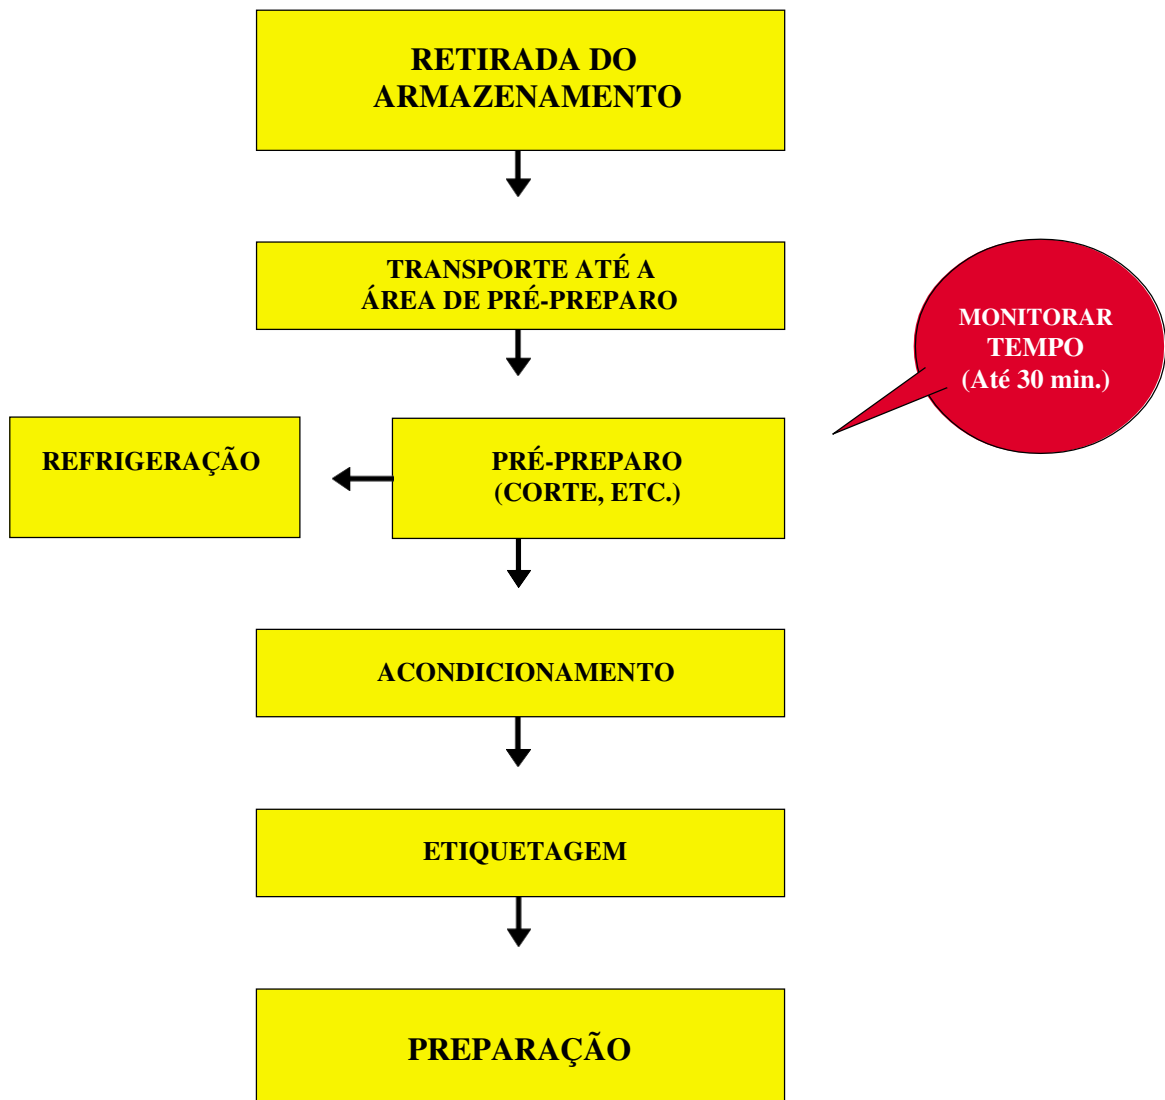 RETIRADA DO
ARMAZENAMENTO
TRANSPORTE ATÉ A
ÁREA DE PRÉ-PREPARO
MONITORAR
TEMPO
(Até 30 min.)
REFRIGERAÇÃO
PRÉ-PREPARO
(CORTE, ETC.)
ACONDICIONAMENTO
ETIQUETAGEM
PREPARAÇÃO